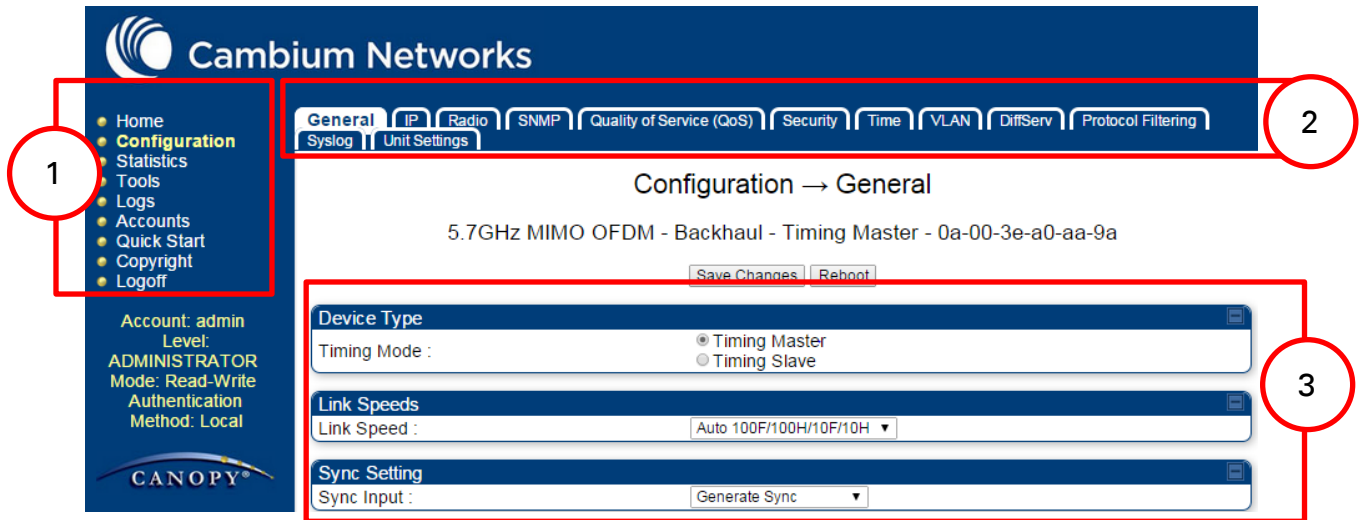 Cambium Networks
1
Home
Configuration
Statistics
Tools
Logs
Accounts
Quick Start
Copyright
Logoff
Account: admin
Level:
ADMINISTRATOR
Mode: Read-Write
Authentication
Method: Local
CANOPY®
2
General IP Radio SNMP Quality of Service (QoS) Security Time VLAN DiffServ Protocol Filtering
Syslog Unit Settings
Configuration → General
5.7GHz MIMO OFDM - Backhaul - Timing Master - 0a-00-3e-a0-aa-9a
Save Changes Reboot
3
Device Type
Timing Mode : Timing Master
Timing Slave
Link Speeds
Link Speed : Auto 100F/100H/10F/10H
Sync Setting
Sync Input : Generate Sync